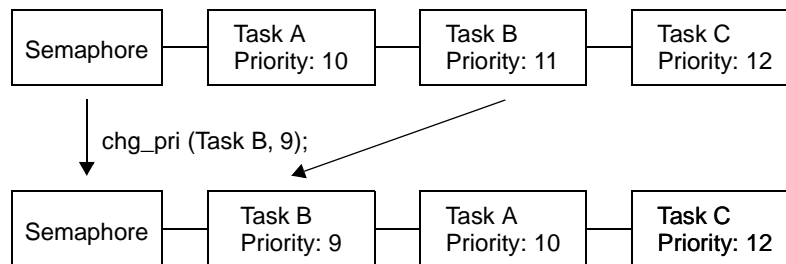 Semaphore
Task A
Priority: 10
Task B
Priority: 11
Task C
Priority: 12
chg_pri (Task B, 9);
Semaphore
Task B
Priority: 9
Task A
Priority: 10
Task C
Priority: 12